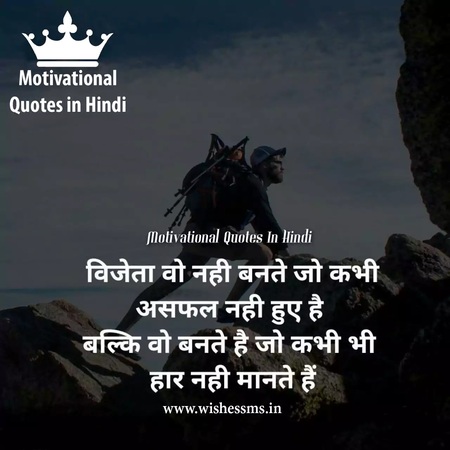 Motivational
Quotes in Hindi
Motivational Quotes In Hindi
विजेता वो नही बनते जो कभी
असफल नही हुए है
बल्कि वो बनते है जो कभी भी
हार नही मानते हैं
www.wishessms.in